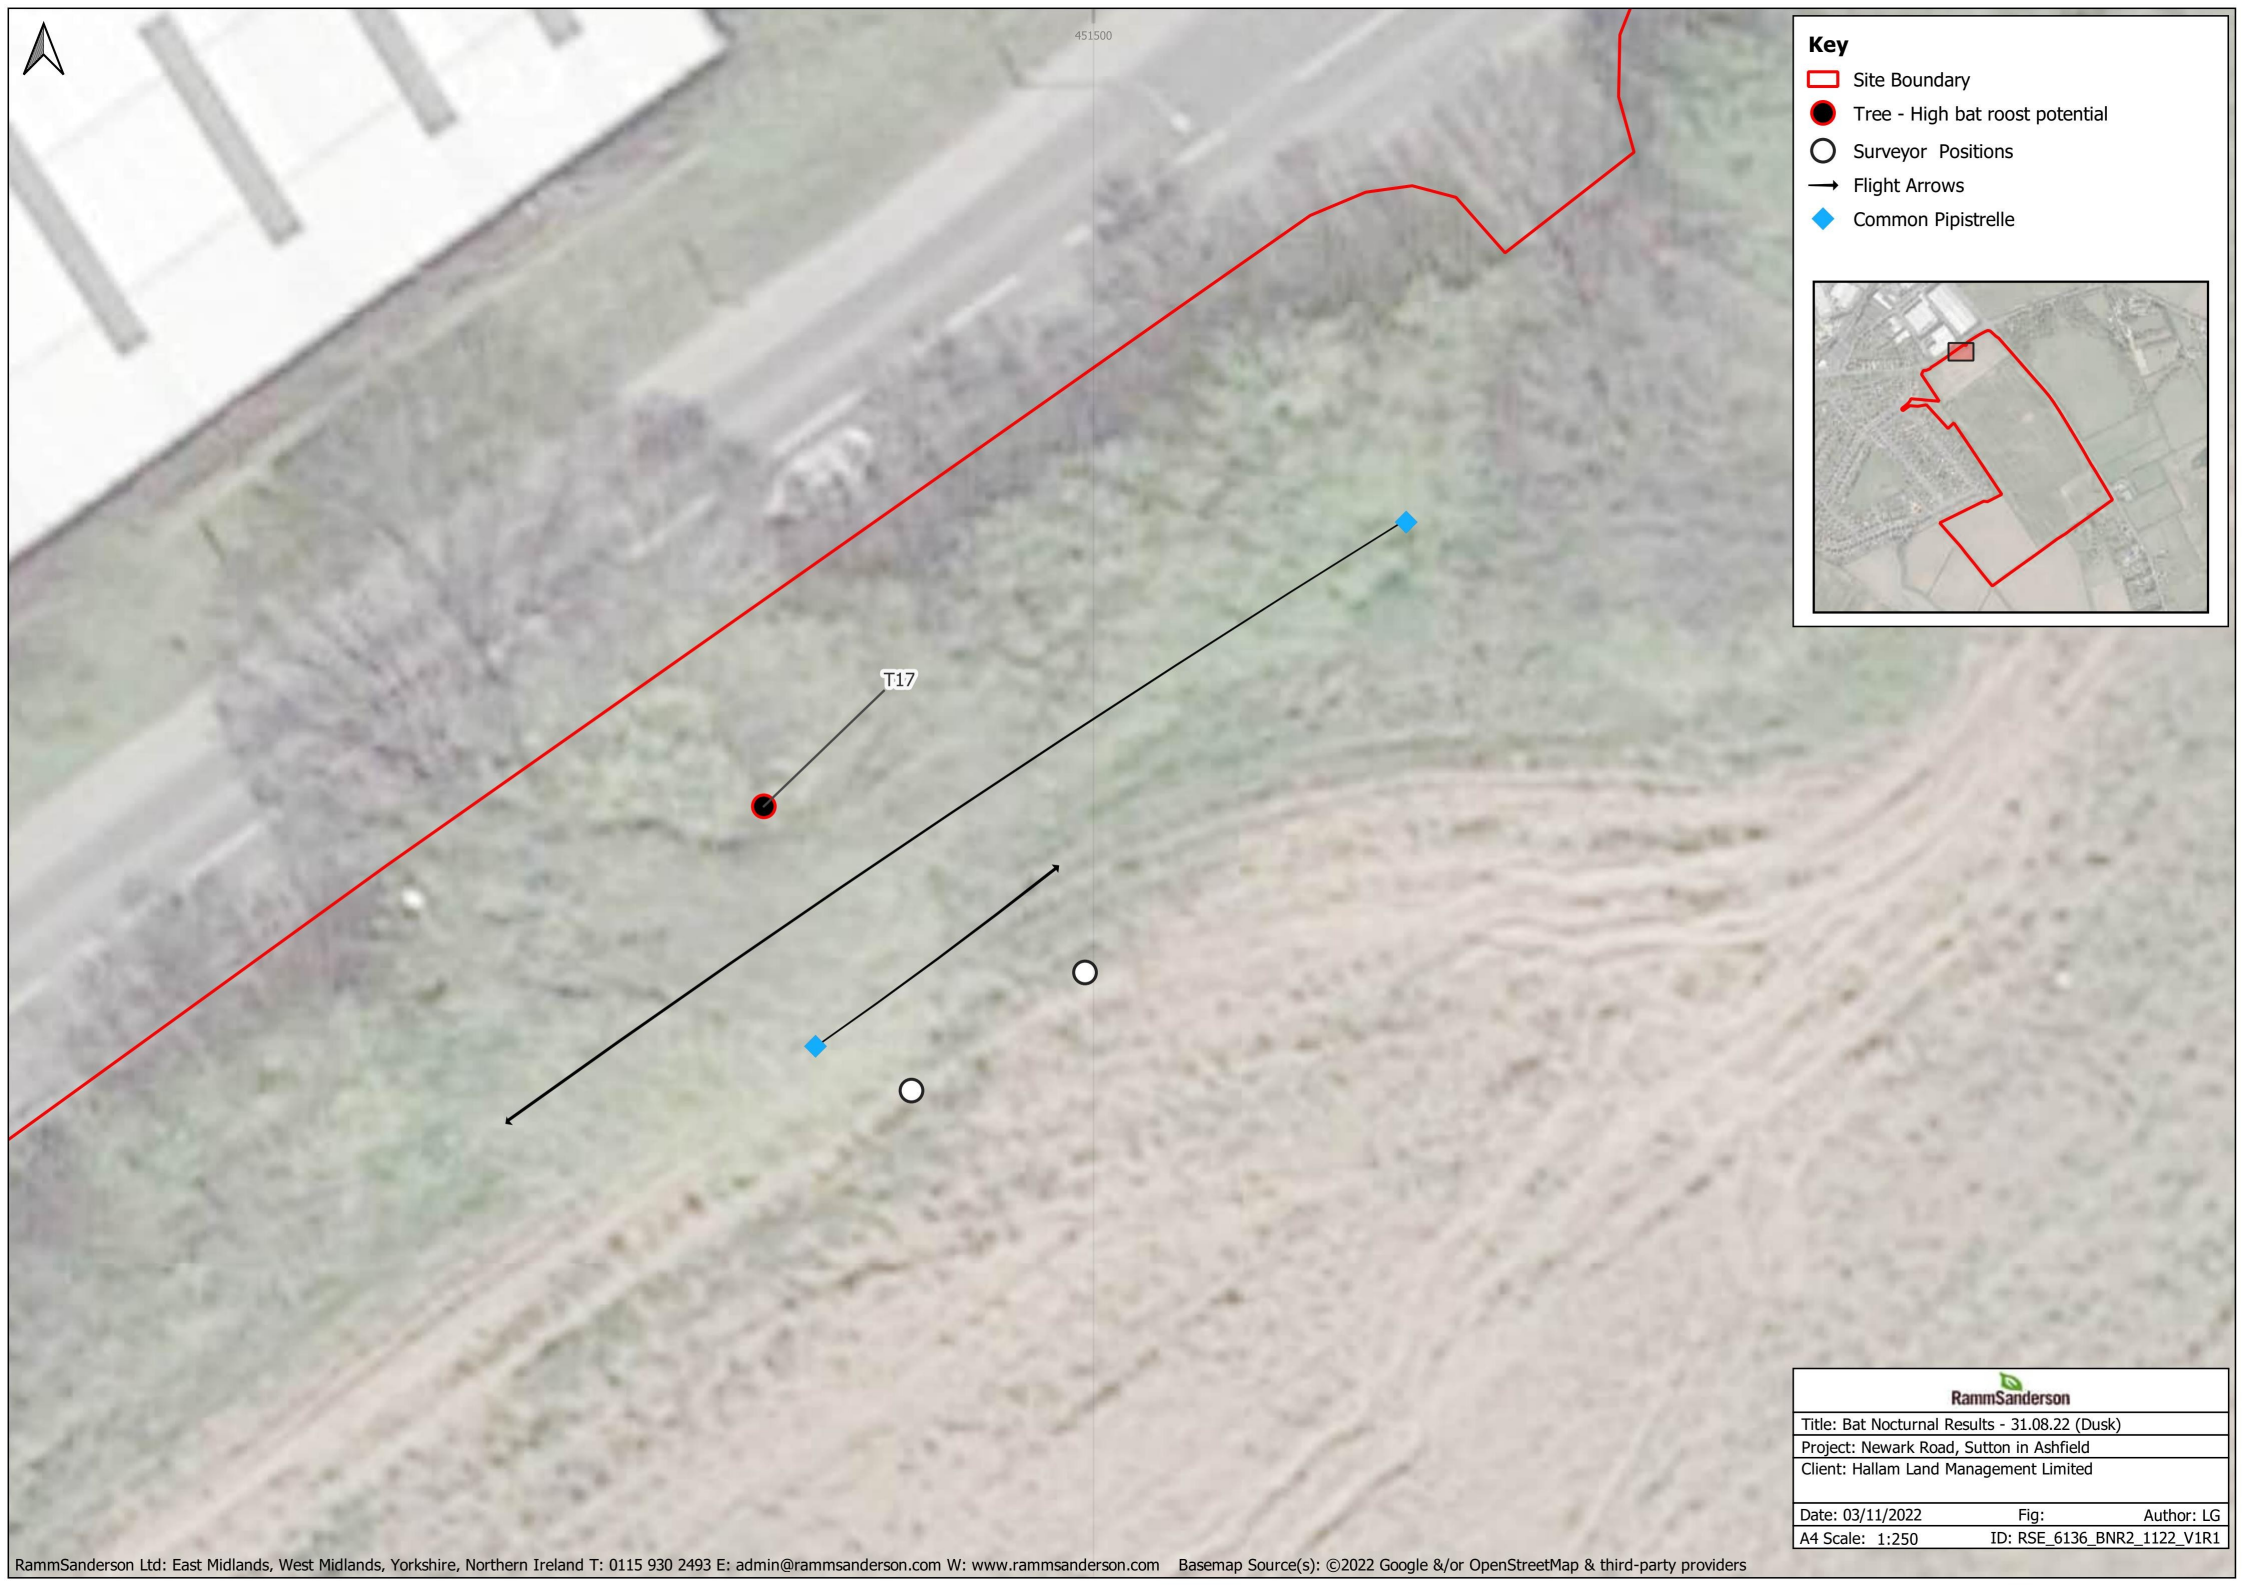 451500
Key
Site Boundary
Tree - High bat roost potential
Surveyor Positions
Flight Arrows
Common Pipistrelle
T17
RammSanderson
Title: Bat Nocturnal Results - 31.08.22 (Dusk)
Project: Newark Road, Sutton in Ashfield
Client: Hallam Land Management Limited
Date: 03/11/2022 Fig: Author: LG
A4 Scale: 1:250 ID: RSE_6136_BNR2_1122_V1R1
RammSanderson Ltd: East Midlands, West Midlands, Yorkshire, Northern Ireland T: 0115 930 2493 E: admin@rammsanderson.com W: www.rammsanderson.com Basemap Source(s): ©2022 Google &/or OpenStreetMap & third-party providers